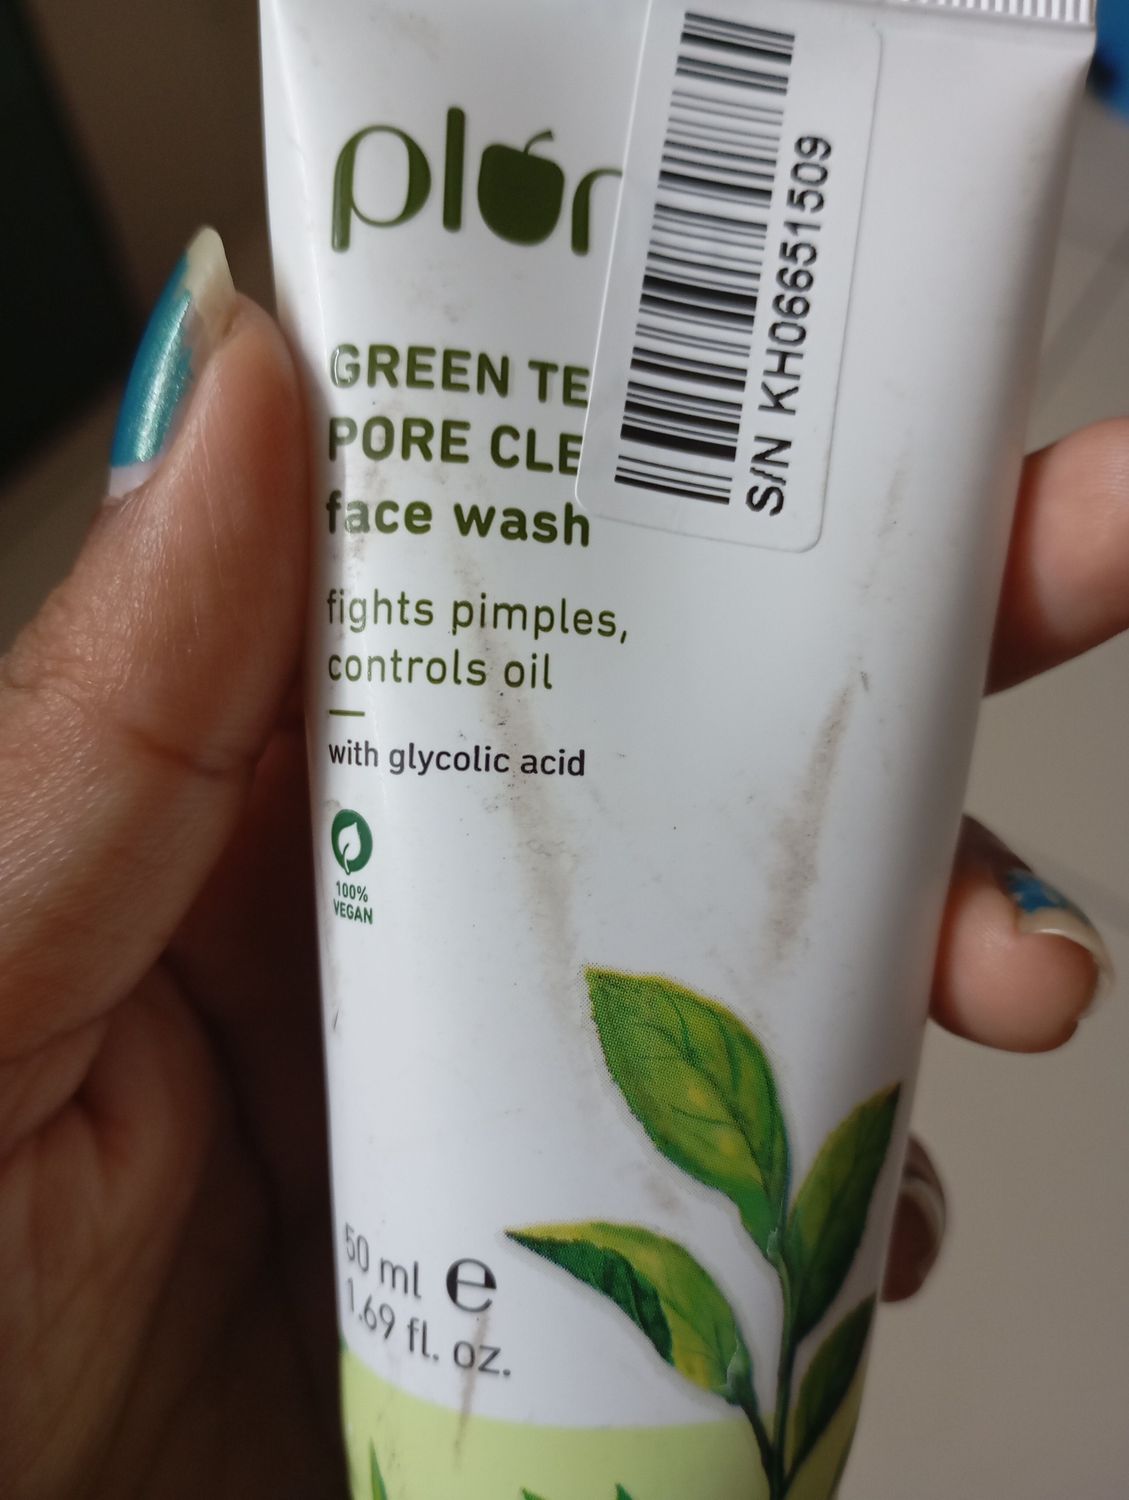 plum
GREEN TE
PORE CLE
face wash
fights pimples,
controls oil
with glycolic acid
100%
VEGAN
50 ml e
1.69 fl. oz.
S/N KH06651509